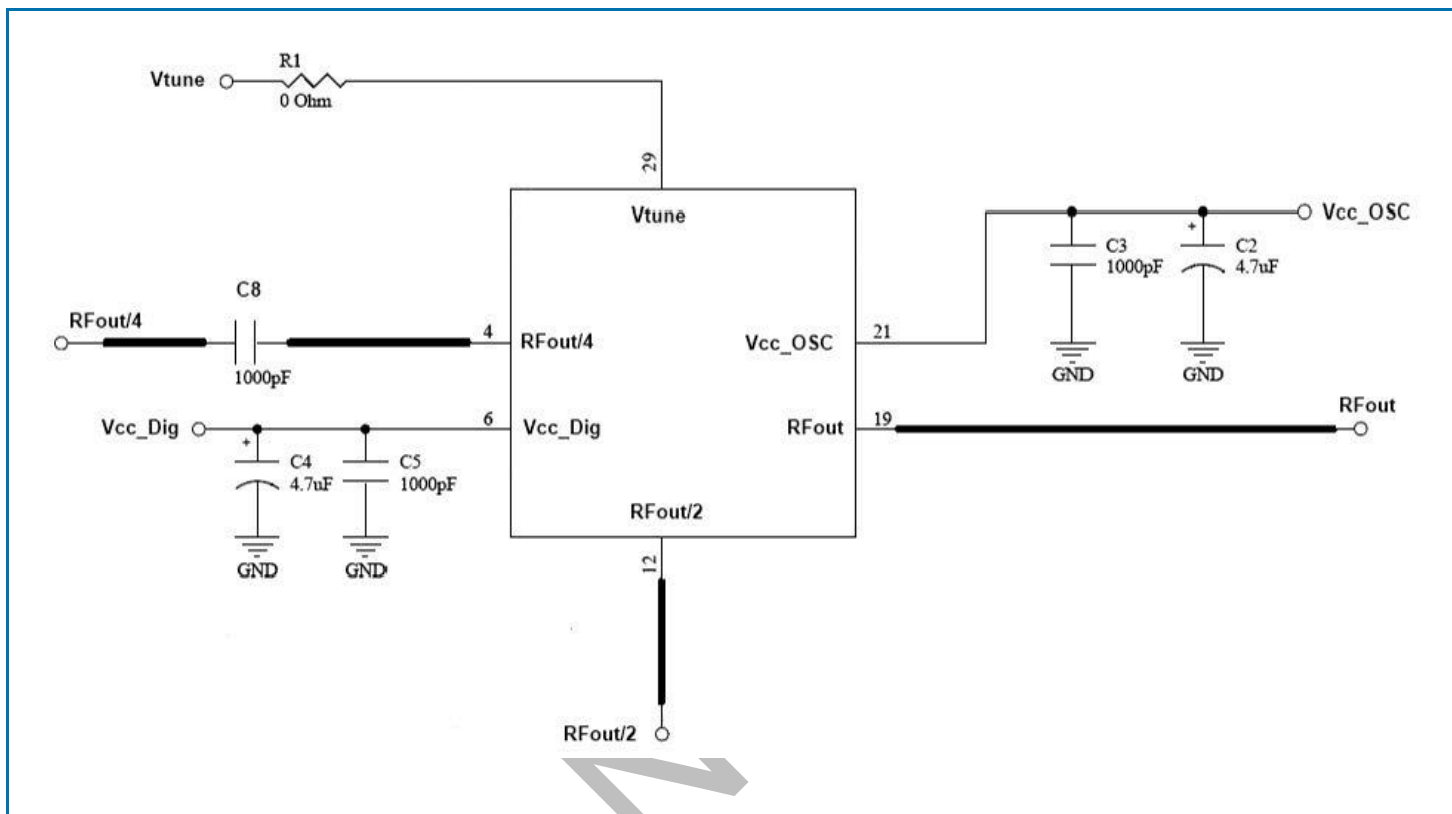 R1
Vtune
0 Ohm
29
Vtune
Vcc_OSC
+
C3
1000pF
C2
4.7uF
C8
RFout/4
4
RFout/4
1000pF
Vcc_OSC
21
GND
GND
Vcc_Dig
6
Vcc_Dig
RFout
19
RFout
+
C4
4.7uF
C5
1000pF
RFout/2
GND
GND
12
RFout/2